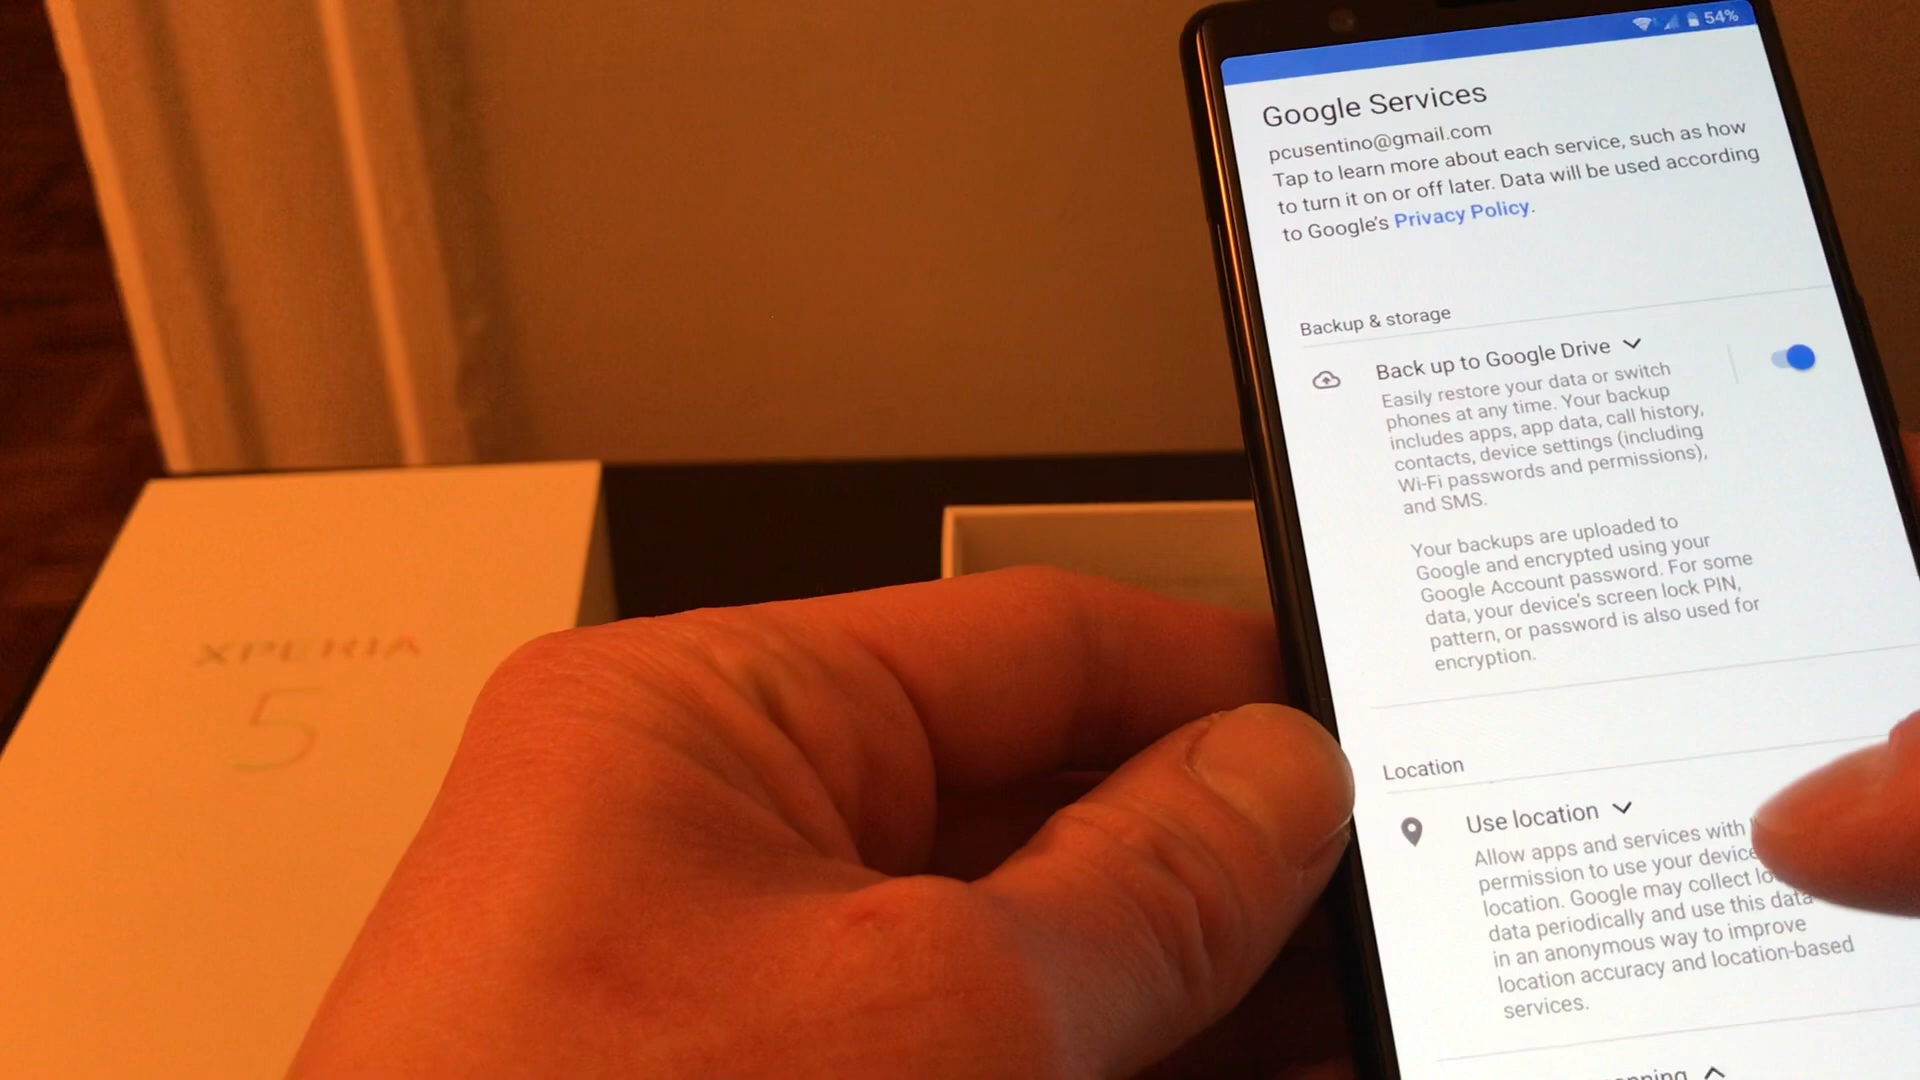 54%
Google Services
pcusentino@gmail.com
Tap to learn more about each service, such as how
to turn it on or off later. Data will be used according
to Google's Privacy Policy.
Backup & storage
Back up to Google Drive
Easily restore your data or switch
phones at any time. Your backup
includes apps, app data, call history,
contacts, device settings (including
Wi-Fi passwords and permissions),
and SMS.
Your backups are uploaded to
Google and encrypted using your
Google Account password. For some
data, your device's screen lock PIN,
pattern, or password is also used for
encryption.
Location
Use location
Allow apps and services with
permission to use your device
location. Google may collect
data periodically and use this data
in an anonymous way to improve
location accuracy and location-based
services.
XPERIA
5